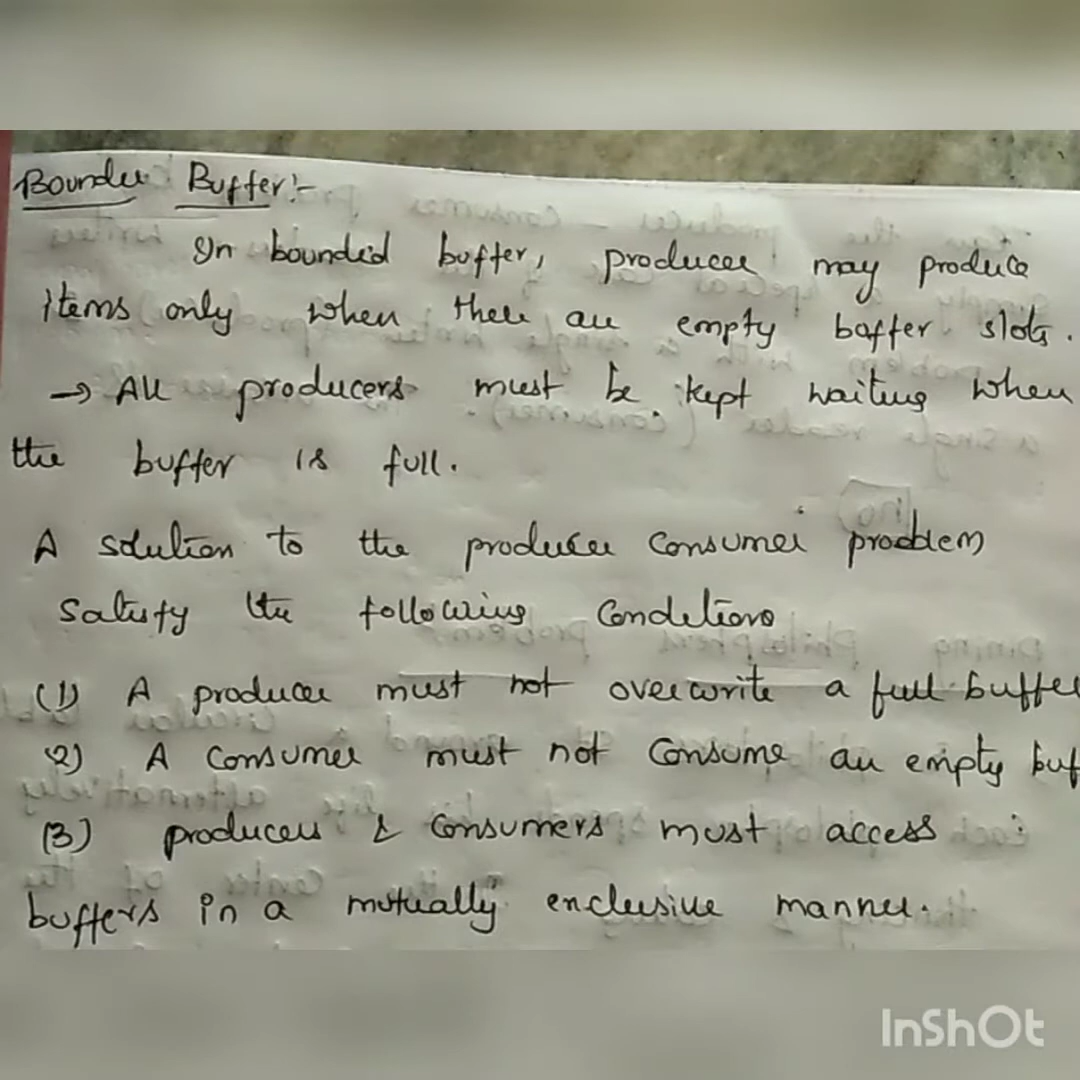 Bounder Buffer:-
In bounded buffer, producer may produce
items only when there are empty baffer slots.
→ All producers must be kept waiting when
the buffer is full.
A solution to the producer consumer problem
Satisfy the following Conditions
(1) A producer must not overwrite a full buffer
(2) A Consumer must not Consume an empty buf
(3) producers & Consumers must access
buffers in a mutually exclusive manner.
InShOt